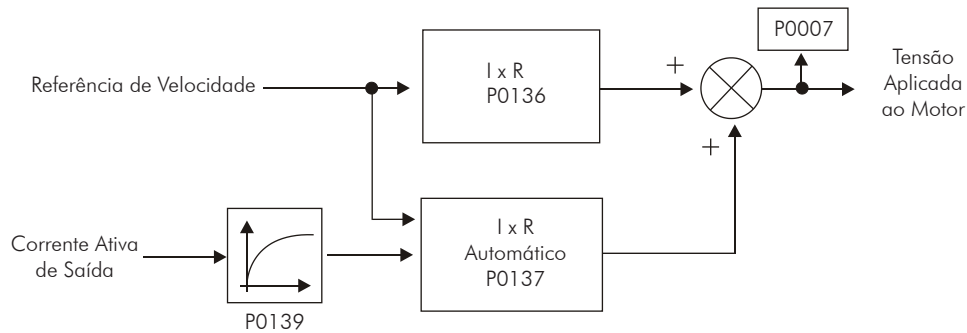 P0007
Referência de Velocidade
I x R
P0136
+
Tensão
Aplicada
ao Motor
+
Corrente Ativa
de Saída
P0139
I x R
Automático
P0137